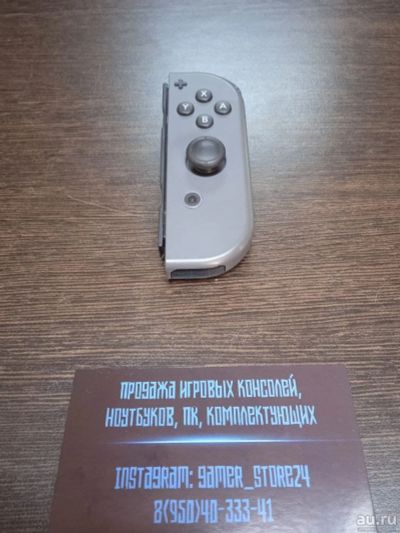 X
Y
A
B
ПРОДАЖА ИГРОВЫХ КОНСОЛЕЙ,
НОУТБУКОВ, ПК, КОМПЛЕКТУЮЩИХ
INSTAGRAM: GAMER_STORE24
8(950)40-333-41
au.ru